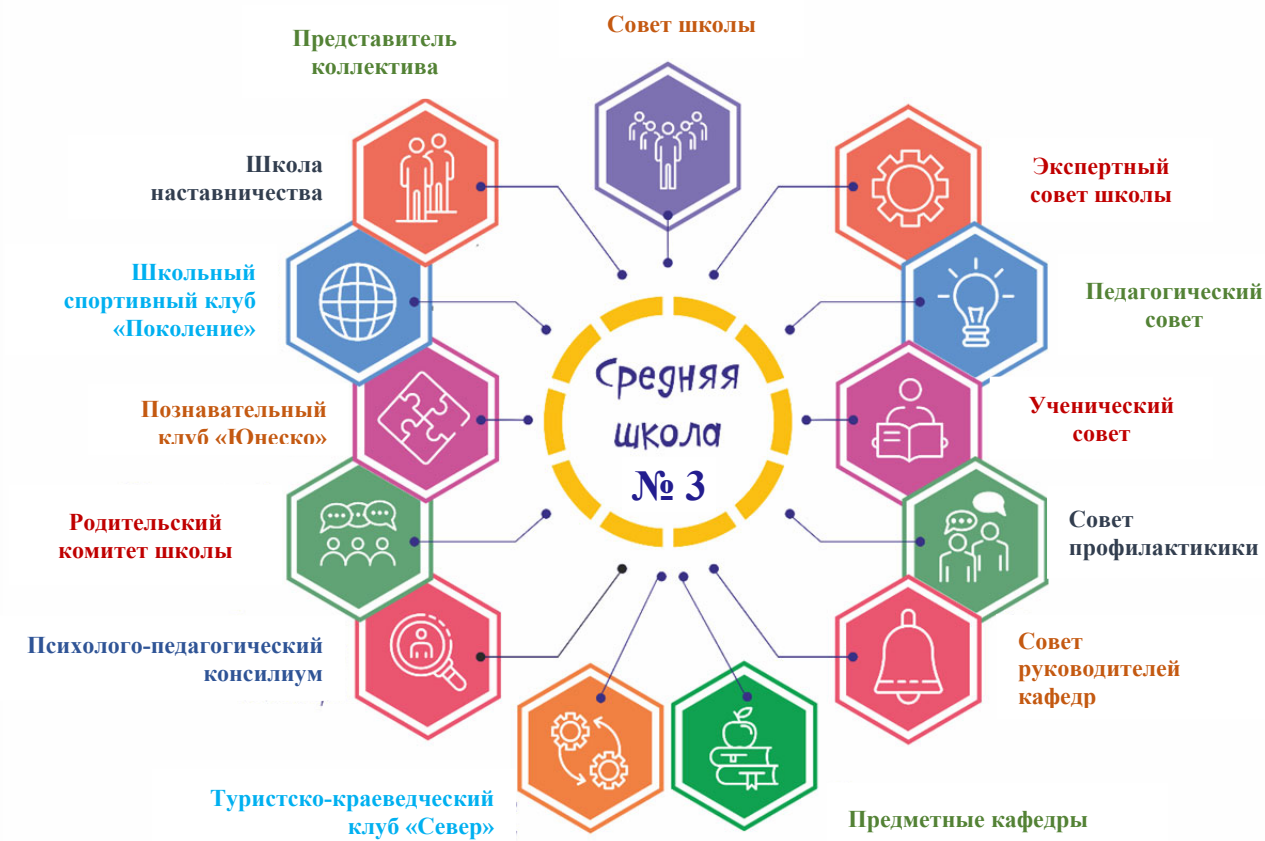 Совет школы
Представитель
коллектива
Школа
наставничества
Экспертный
совет школы
Школьный
спортивный клуб
«Поколение»
Педагогический
совет
Средняя
школа
№ 3
Познавательный
клуб «Юнеско»
Ученический
совет
Родительский
комитет школы
Совет
профилактикики
Психолого-педагогический
консилиум
Совет
руководителей
кафедр
Туристско-краеведческий
клуб «Север»
Предметные кафедры